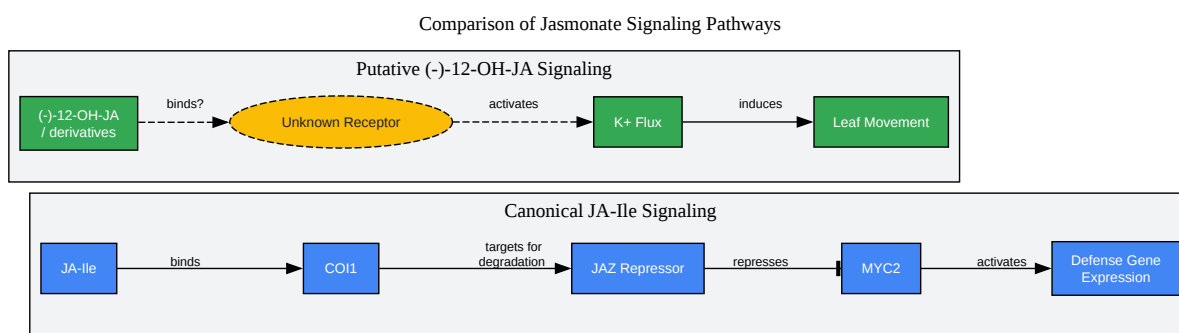 Comparison of Jasmonate Signaling Pathways
Putative (-)-12-OH-JA Signaling
(-)-12-OH-JA
/ derivatives
binds?
Unknown Receptor
activates
K+ Flux
induces
Leaf Movement
Canonical JA-Ile Signaling
JA-Ile
binds
COI1
targets for
degradation
JAZ Repressor
represses
MYC2
activates
Defense Gene
Expression